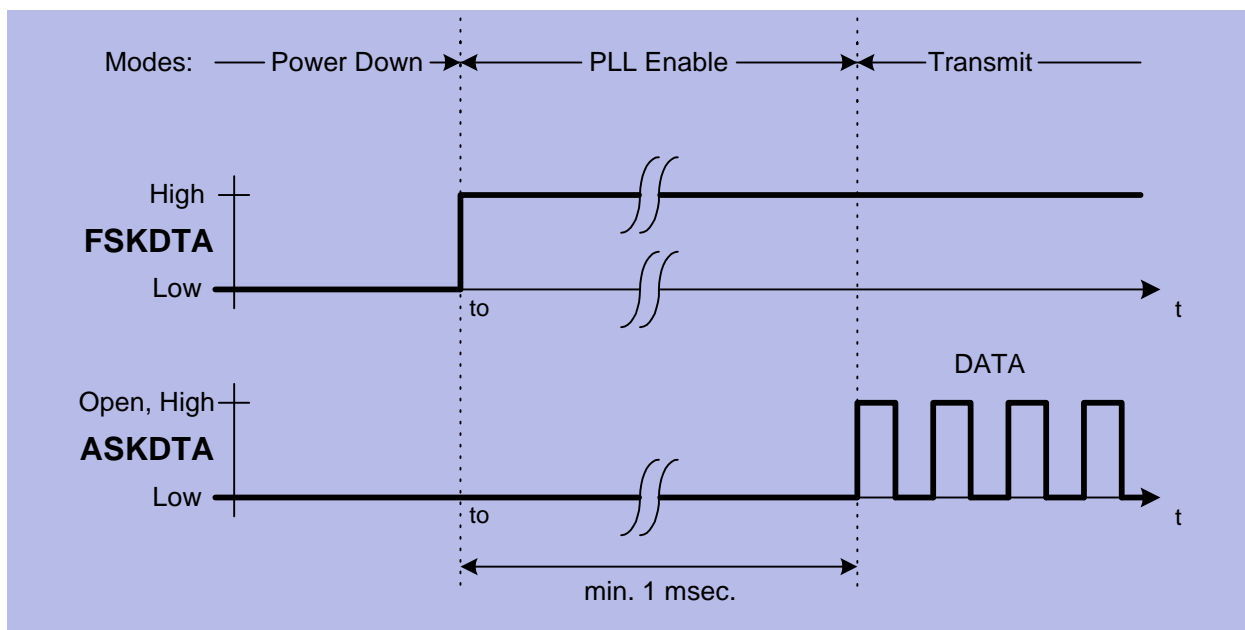 Modes: Power Down PLL Enable Transmit
High
FSKDTA
Low
to
t
DATA
Open, High
ASKDTA
Low
to
t
min. 1 msec.